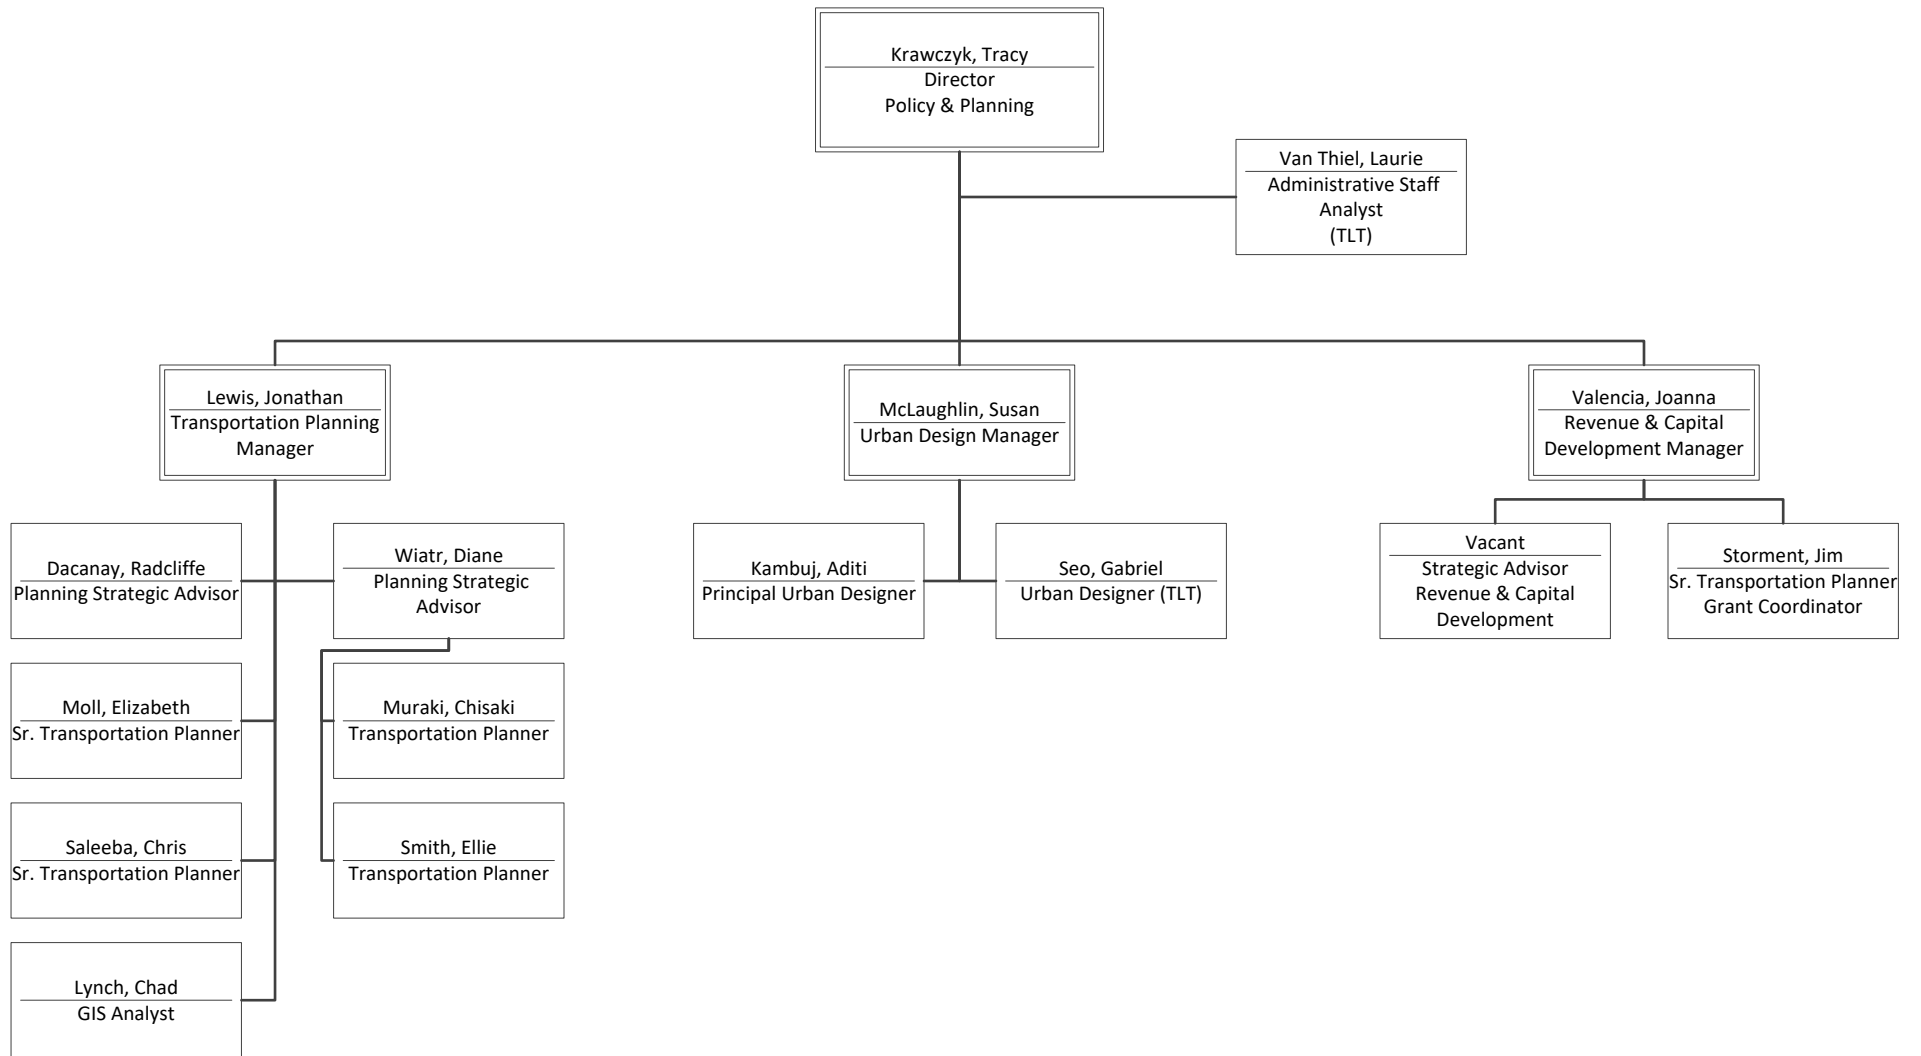 Krawczyk, Tracy
Director
Policy & Planning
Van Thiel, Laurie
Administrative Staff
Analyst
(TLT)
Lewis, Jonathan
Transportation Planning
Manager
McLaughlin, Susan
Urban Design Manager
Valencia, Joanna
Revenue & Capital
Development Manager
Dacanay, Radcliffe
Planning Strategic Advisor
Wiatr, Diane
Planning Strategic
Advisor
Kambuj, Aditi
Principal Urban Designer
Seo, Gabriel
Urban Designer (TLT)
Vacant
Strategic Advisor
Revenue & Capital
Development
Storment, Jim
Sr. Transportation Planner
Grant Coordinator
Moll, Elizabeth
Sr. Transportation Planner
Muraki, Chisaki
Transportation Planner
Saleeba, Chris
Sr. Transportation Planner
Smith, Ellie
Transportation Planner
Lynch, Chad
GIS Analyst